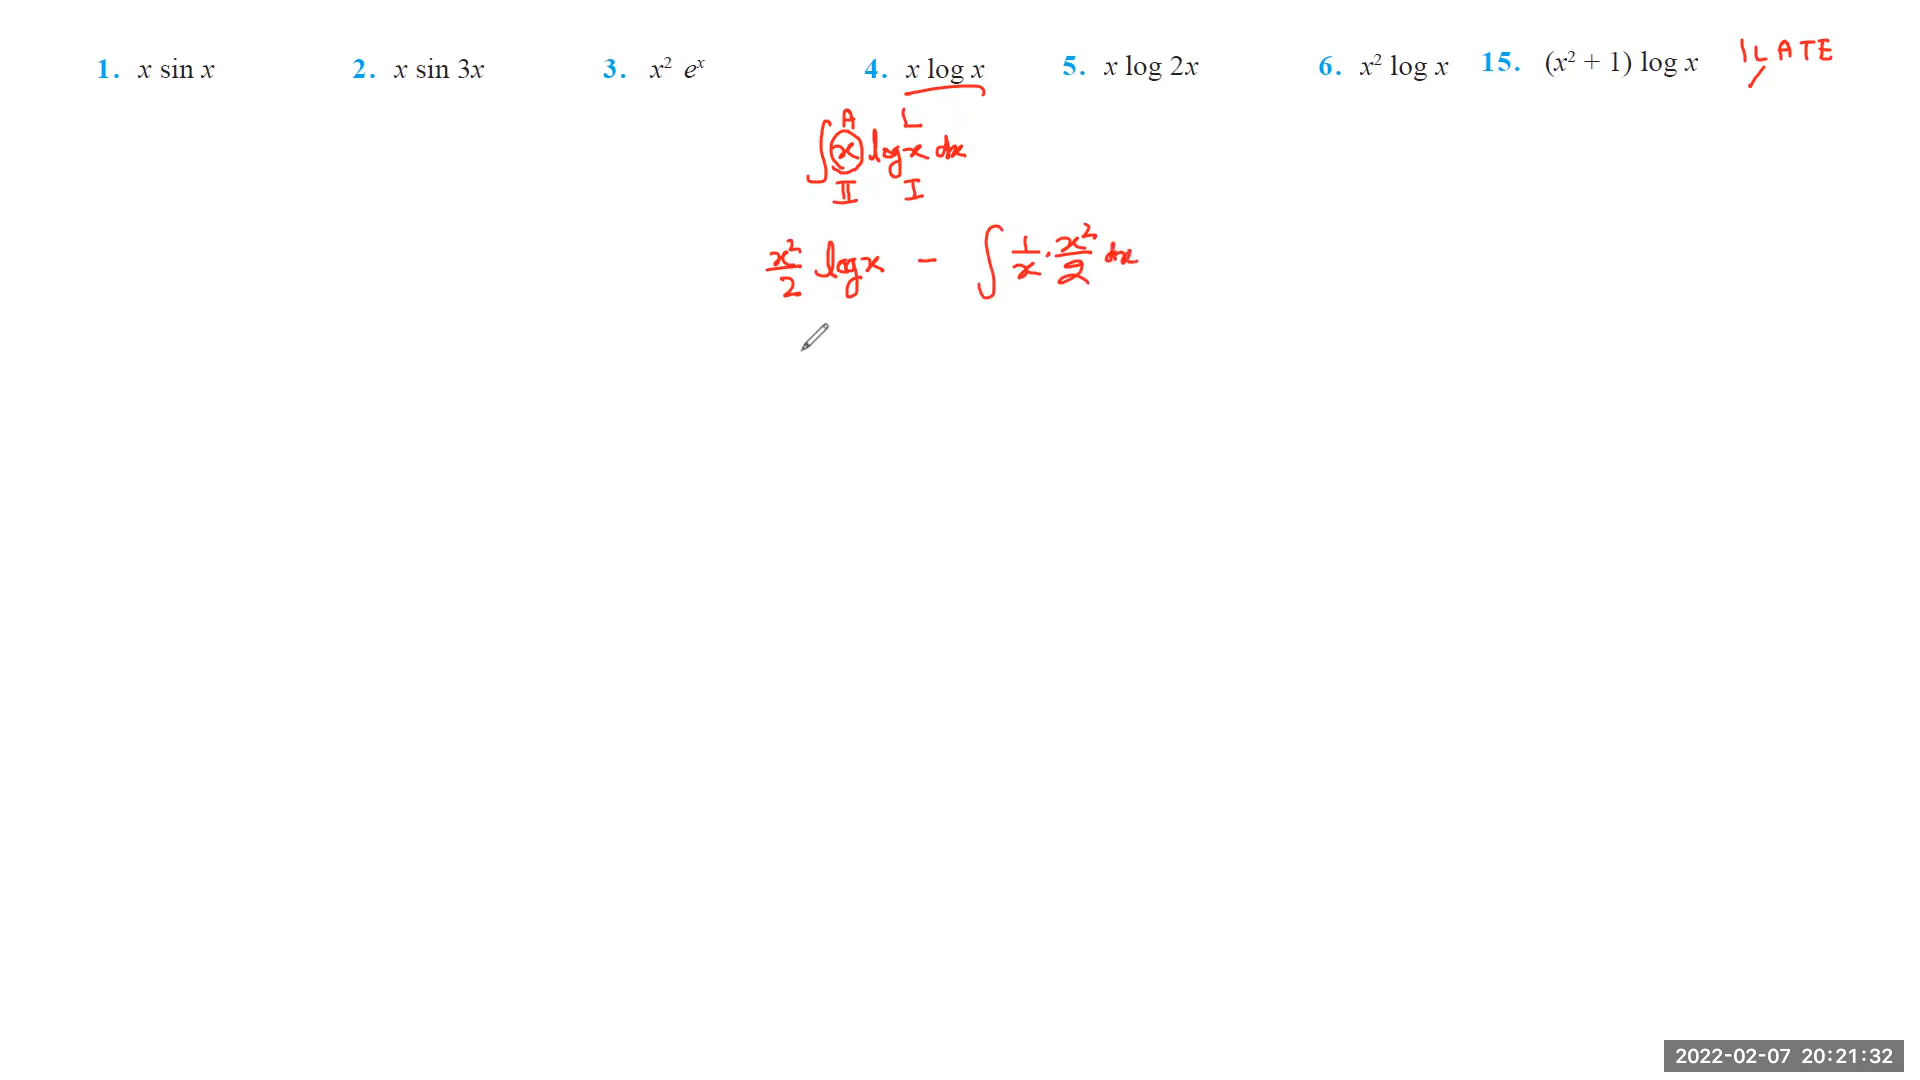 1. x sin x 2. x sin 3x 3. x² eˣ 4. x log x 5. x log 2x 6. x² log x 15. (x² + 1) log x ILATE
A L
∫ x log x dx
II I
x²/2 log x - ∫ 1/x · x²/2 dx
2022-02-07 20:21:32